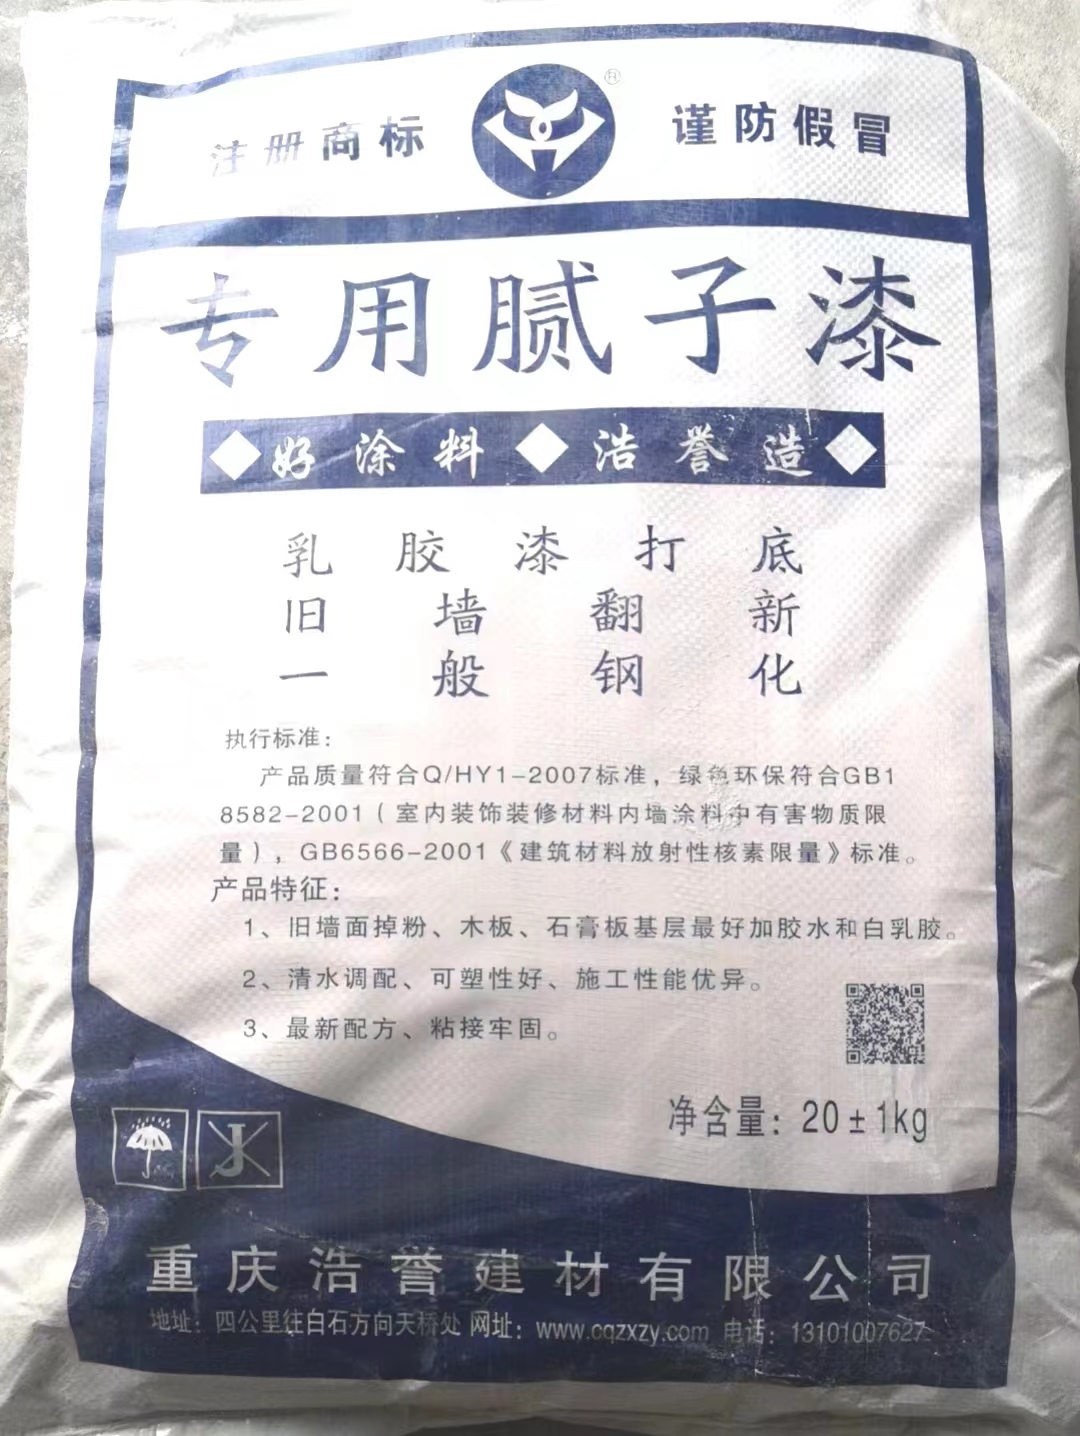 注册商标 ® 谨防假冒
专用腻子漆
好涂料 浩誉造
乳胶漆打底
旧墙翻新
一般钢化
执行标准：
产品质量符合Q/HY1-2007标准，绿色环保符合GB1
8582-2001（室内装饰装修材料内墙涂料中有害物质限
量），GB6566-2001《建筑材料放射性核素限量》标准。
产品特征：
1、旧墙面掉粉、木板、石膏板基层最好加胶水和白乳胶。
2、清水调配、可塑性好、施工性能优异。
3、最新配方、粘接牢固。
净含量：20±1kg
重庆浩誉建材有限公司
地址：四公里往白石方向天桥处 网址：www.cqzxzy.com 电话：13101007627